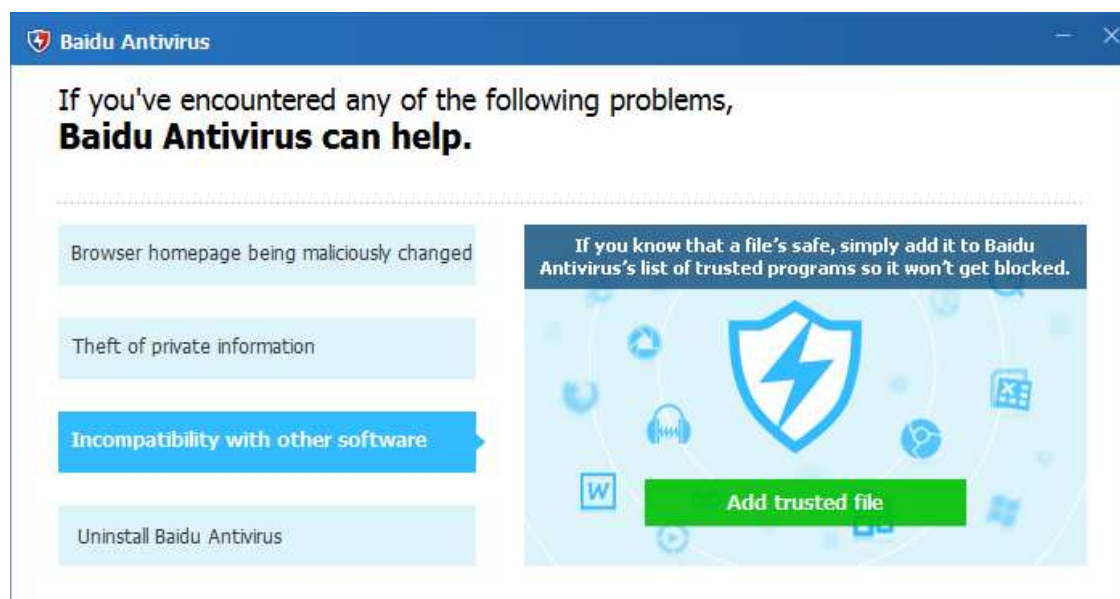 Baidu Antivirus
If you've encountered any of the following problems,
Baidu Antivirus can help.
Browser homepage being maliciously changed
Theft of private information
Incompatibility with other software
Uninstall Baidu Antivirus
If you know that a file's safe, simply add it to Baidu
Antivirus's list of trusted programs so it won't get blocked.
W
X
Add trusted file